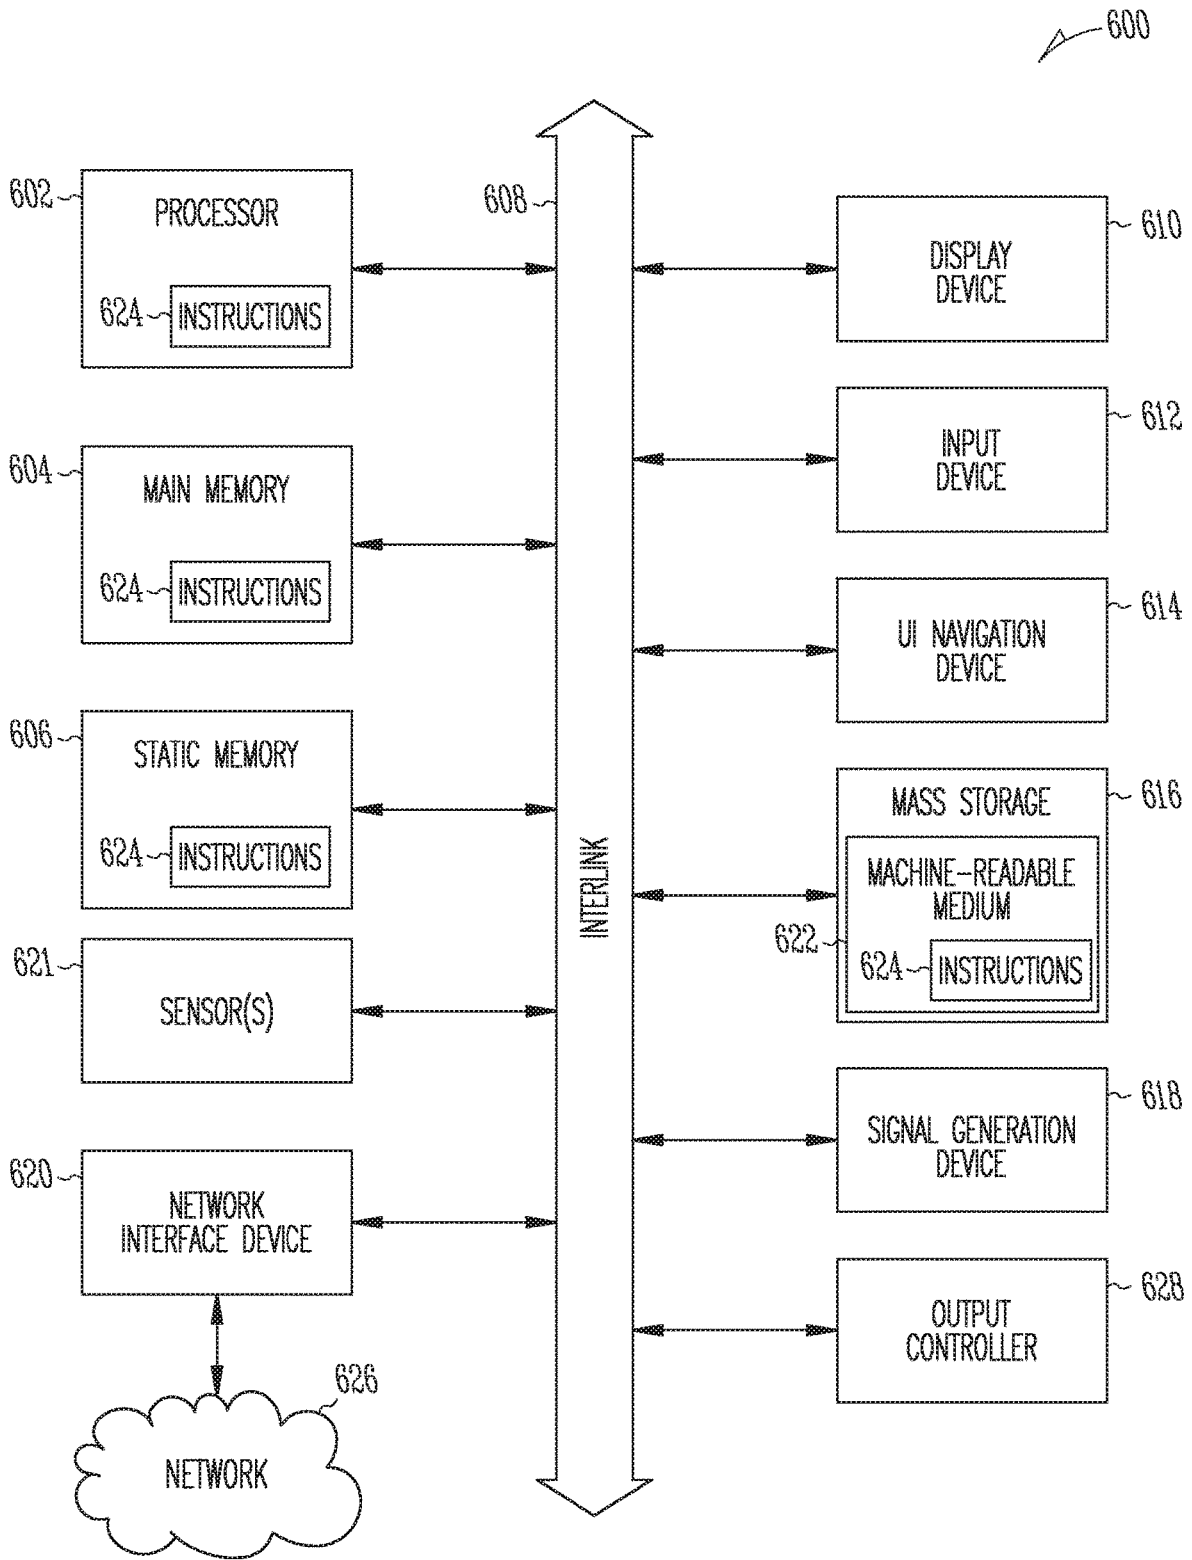 600
602
PROCESSOR
624
INSTRUCTIONS
604
MAIN MEMORY
624
INSTRUCTIONS
606
STATIC MEMORY
624
INSTRUCTIONS
621
SENSOR(S)
620
NETWORK
INTERFACE DEVICE
626
NETWORK
608
INTERLINK
610
DISPLAY
DEVICE
612
INPUT
DEVICE
614
UI NAVIGATION
DEVICE
616
MASS STORAGE
MACHINE-READABLE
MEDIUM
622
624
INSTRUCTIONS
618
SIGNAL GENERATION
DEVICE
628
OUTPUT
CONTROLLER